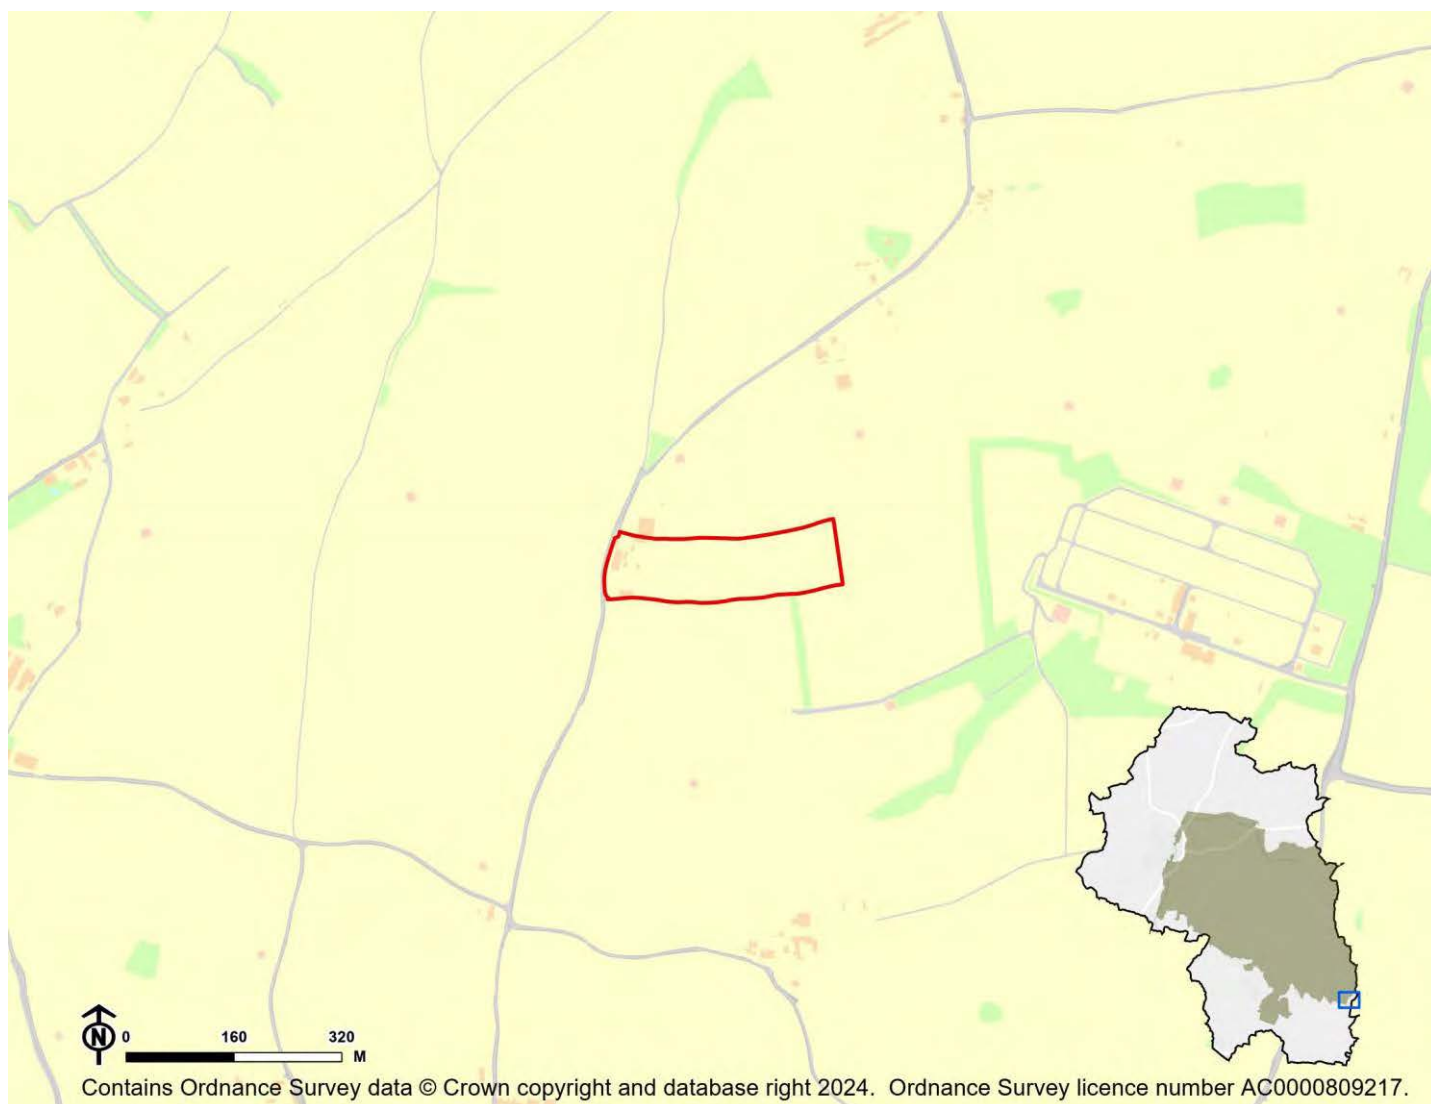 N
0 160 320
M
Contains Ordnance Survey data © Crown copyright and database right 2024. Ordnance Survey licence number AC0000809217.